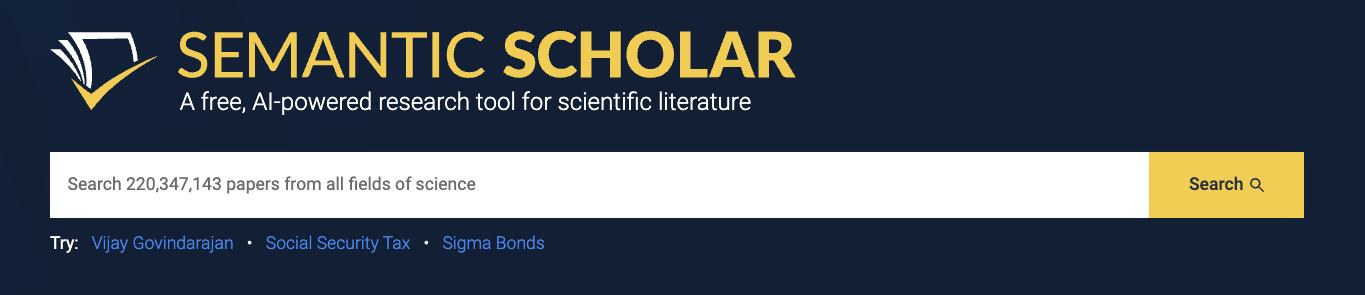 SEMANTIC SCHOLAR
A free, AI-powered research tool for scientific literature
Search 220,347,143 papers from all fields of science
Search
Try: Vijay Govindarajan • Social Security Tax • Sigma Bonds